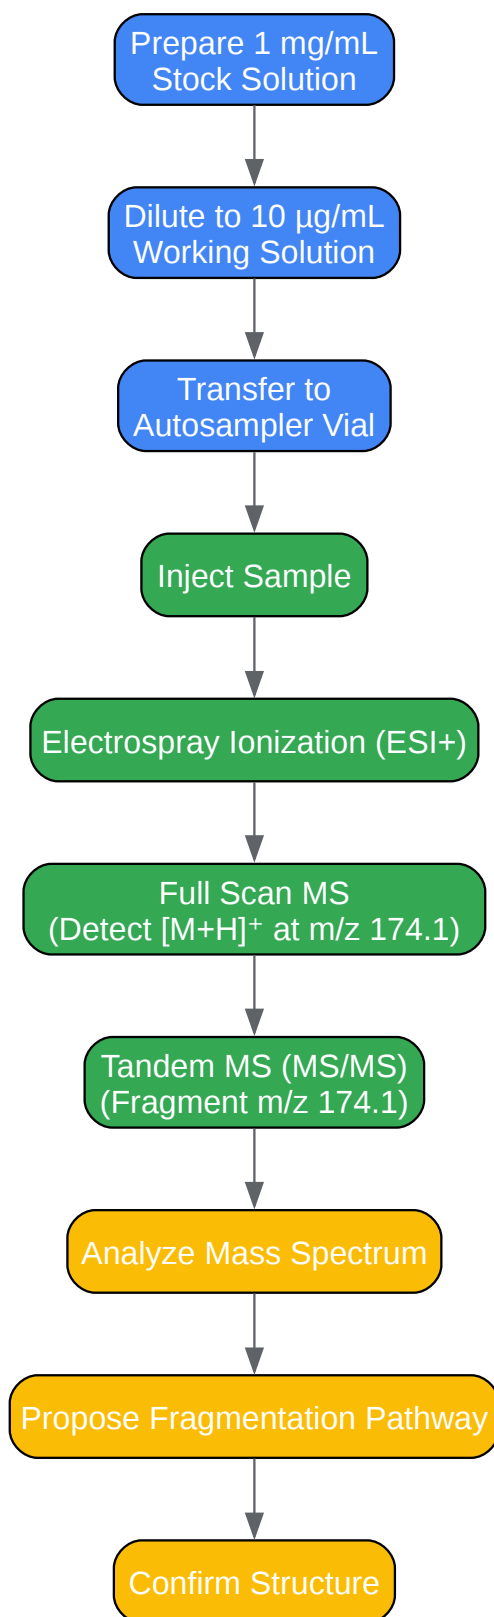 Prepare 1 mg/mL
Stock Solution
Dilute to 10 µg/mL
Working Solution
Transfer to
Autosampler Vial
Inject Sample
Electrospray Ionization (ESI+)
Full Scan MS
(Detect [M+H]⁺ at m/z 174.1)
Tandem MS (MS/MS)
(Fragment m/z 174.1)
Analyze Mass Spectrum
Propose Fragmentation Pathway
Confirm Structure